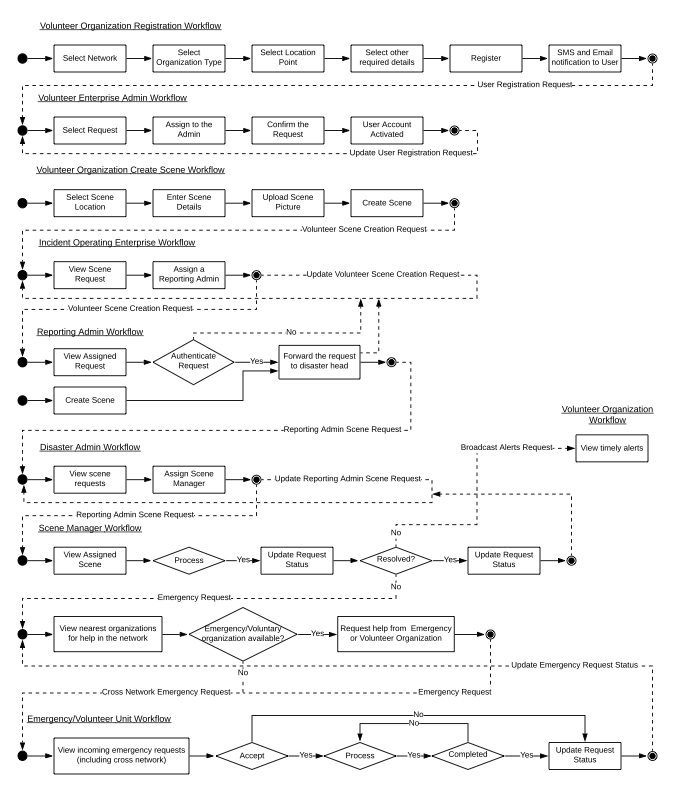 Volunteer Organization Registration Workflow
Select Network
Select
Organization Type
Select Location
Point
Select other
required details
Register
SMS and Email
notification to User
User Registration Request
Volunteer Enterprise Admin Workflow
Select Request
Assign to the
Admin
Confirm the
Request
User Account
Activated
Update User Registration Request
Volunteer Organization Create Scene Workflow
Select Scene
Location
Enter Scene
Details
Upload Scene
Picture
Create Scene
Volunteer Scene Creation Request
Incident Operating Enterprise Workflow
View Scene
Request
Assign a
Reporting Admin
Update Volunteer Scene Creation Request
Volunteer Scene Creation Request
Reporting Admin Workflow
No
View Assigned
Request
Authenticate
Request
Yes
Forward the request
to disaster head
Create Scene
Reporting Admin Scene Request
Volunteer Organization
Workflow
Disaster Admin Workflow
Broadcast Alerts Request
View timely alerts
View scene
requests
Assign Scene
Manager
Update Reporting Admin Scene Request
Reporting Admin Scene Request
Scene Manager Workflow
No
View Assigned
Scene
Process
Yes
Update Request
Status
Resolved?
Yes
Update Request
Status
No
Emergency Request
View nearest organizations
for help in the network
Emergency/Voluntary
organization available?
Yes
Request help from Emergency
or Volunteer Organization
No
Update Emergency Request Status
Cross Network Emergency Request
Emergency Request
Emergency/Volunteer Unit Workflow
No
No
View incoming emergency requests
(including cross network)
Accept
Yes
Process
Yes
Completed
Yes
Update Request
Status